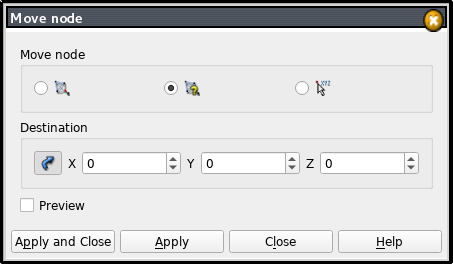 Move node
Move node
XYZ
Destination
X 0 Y 0 Z 0
Preview
Apply and Close Apply Close Help